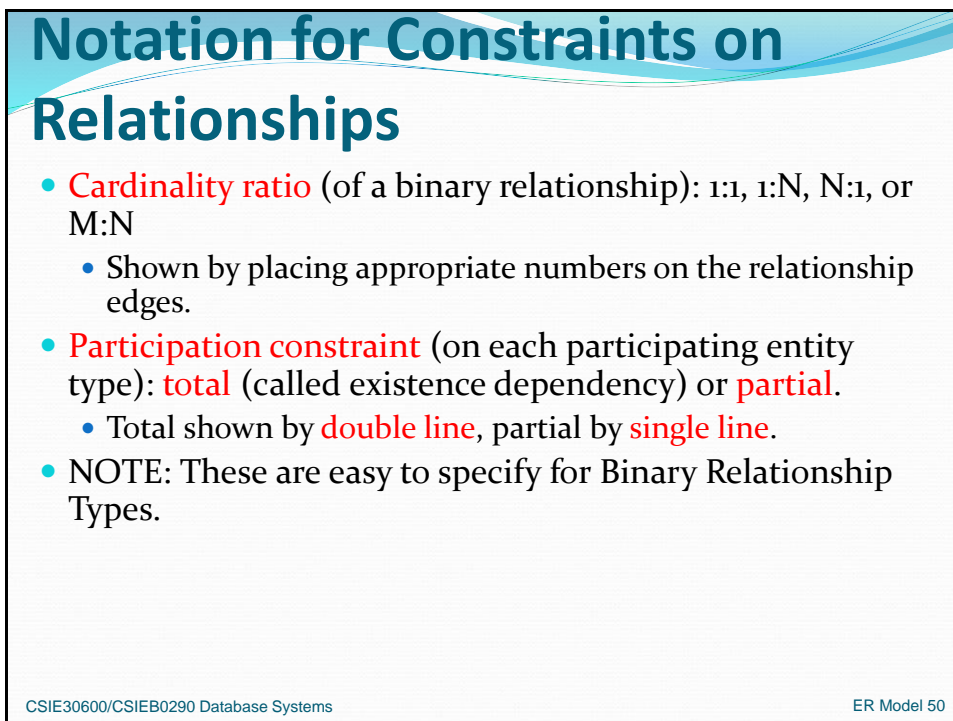 Notation for Constraints on
Relationships
• Cardinality ratio (of a binary relationship): 1:1, 1:N, N:1, or
M:N
• Shown by placing appropriate numbers on the relationship
edges.
• Participation constraint (on each participating entity
type): total (called existence dependency) or partial.
• Total shown by double line, partial by single line.
• NOTE: These are easy to specify for Binary Relationship
Types.
CSIE30600/CSIEB0290 Database Systems
ER Model 50